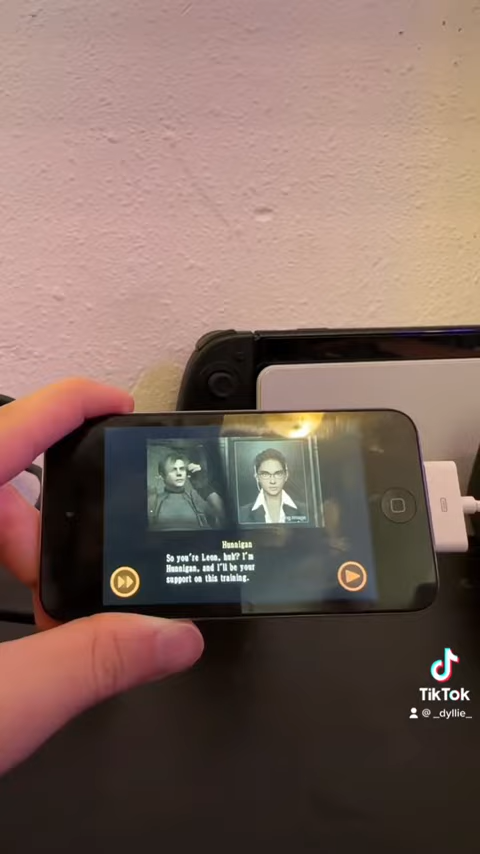 Hunnigan
So you're Leon, huh? I'm
Hunnigan, and I'll be your
support on this training.
TikTok
@_dyllie_